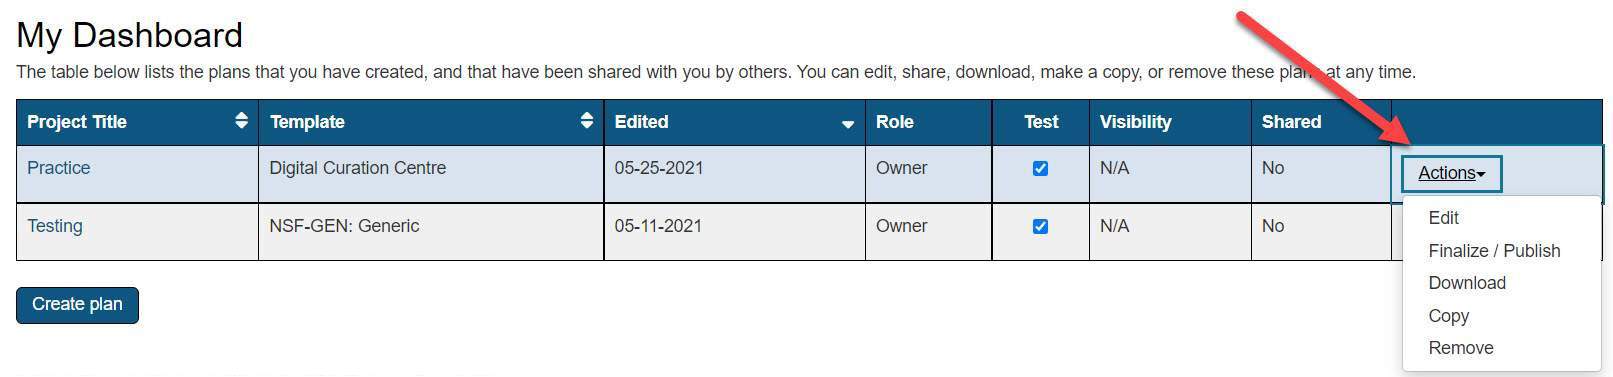 My Dashboard
The table below lists the plans that you have created, and that have been shared with you by others. You can edit, share, download, make a copy, or remove these plans at any time.
Project Title Template Edited Role Test Visibility Shared
Practice Digital Curation Centre 05-25-2021 Owner N/A No Actions
Testing NSF-GEN: Generic 05-11-2021 Owner N/A No
Edit
Finalize / Publish
Download
Copy
Remove
Create plan